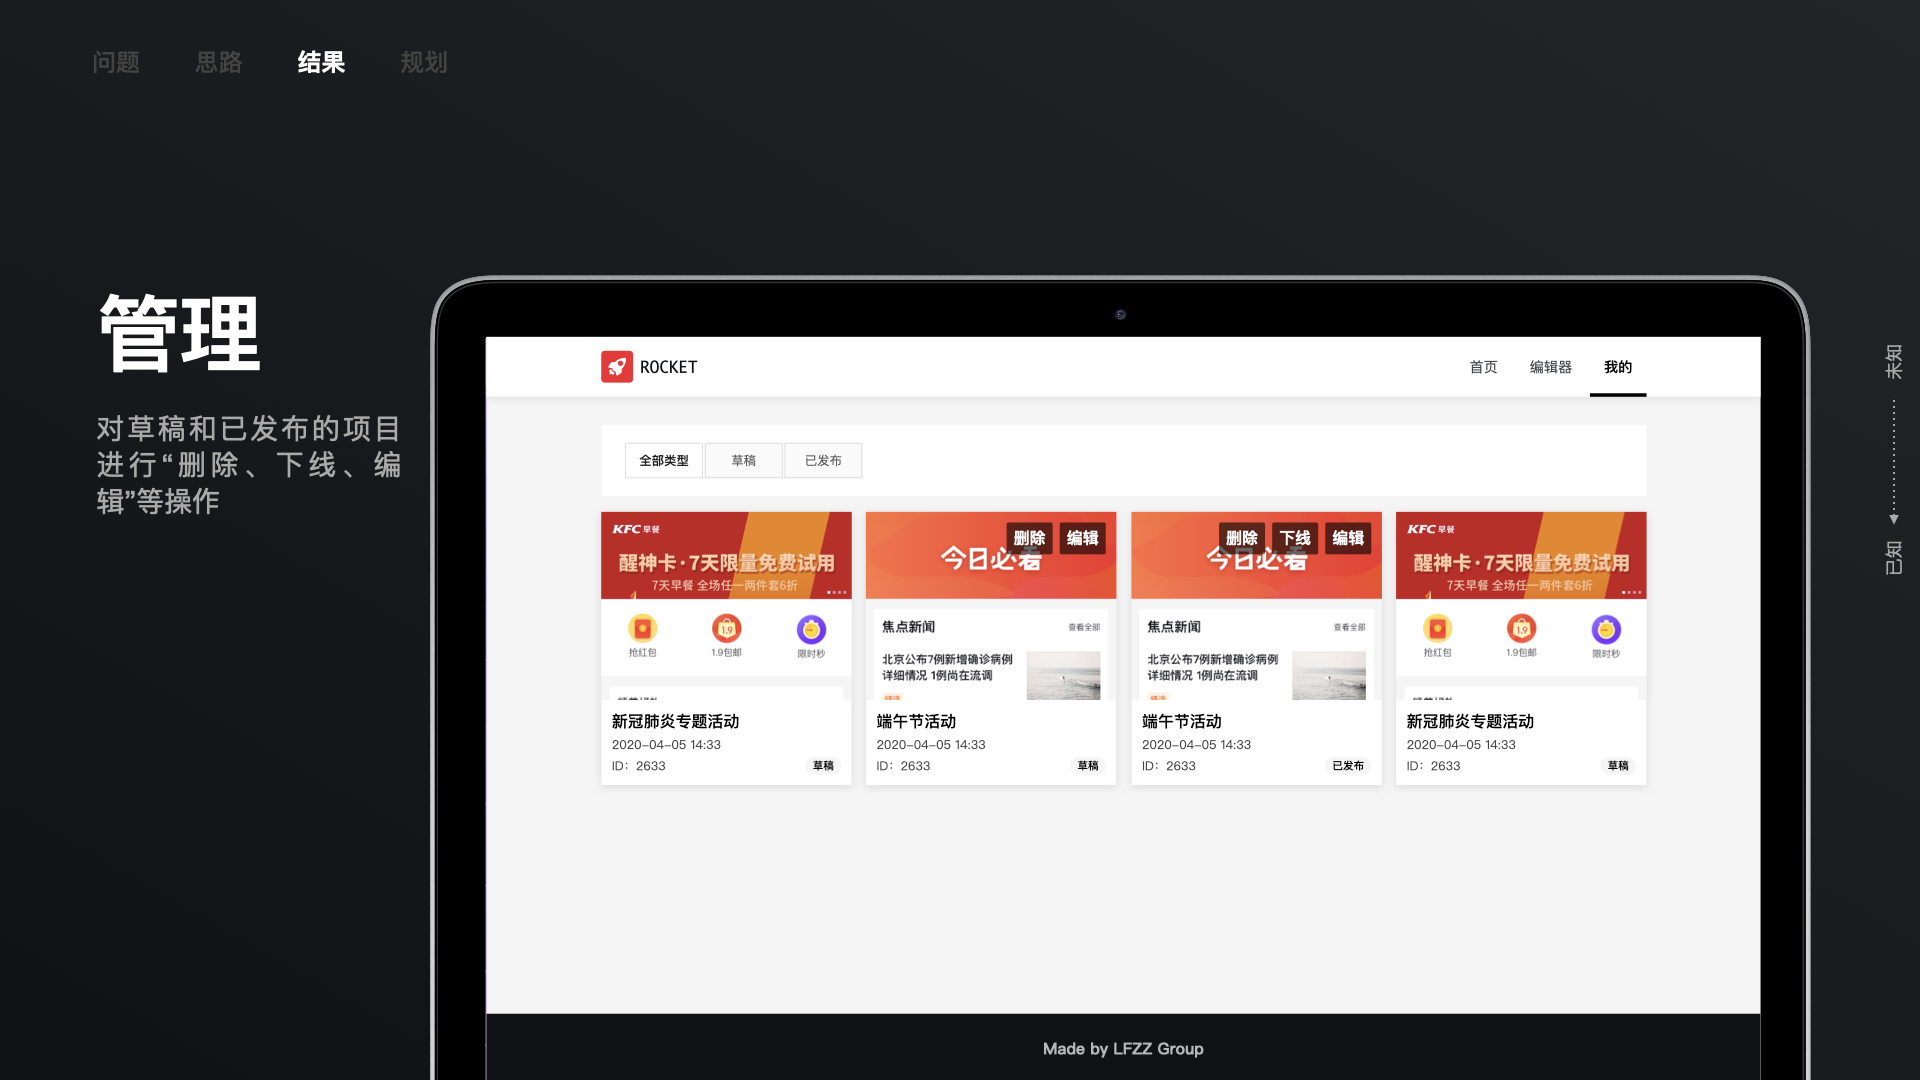 问题 思路 结果 规划
管理
对草稿和已发布的项目
进行“删除、下线、编
辑”等操作
ROCKET
首页 编辑器 我的
全部类型 草稿 已发布
KFC 早餐
醒神卡·7天限量免费试用
7天早餐 全场任一两件套6折
1.9
抢红包 1.9包邮 限时秒
新冠肺炎专题活动
2020-04-05 14:33
ID：2633
草稿
删除 编辑
今日必看
焦点新闻 查看全部
北京公布7例新增确诊病例
详细情况 1例尚在流调
端午节活动
2020-04-05 14:33
ID：2633
草稿
删除 下线 编辑
今日必看
焦点新闻 查看全部
北京公布7例新增确诊病例
详细情况 1例尚在流调
端午节活动
2020-04-05 14:33
ID：2633
已发布
KFC 早餐
醒神卡·7天限量免费试用
7天早餐 全场任一两件套6折
1.9
抢红包 1.9包邮 限时秒
新冠肺炎专题活动
2020-04-05 14:33
ID：2633
草稿
Made by LFZZ Group
未知
已知